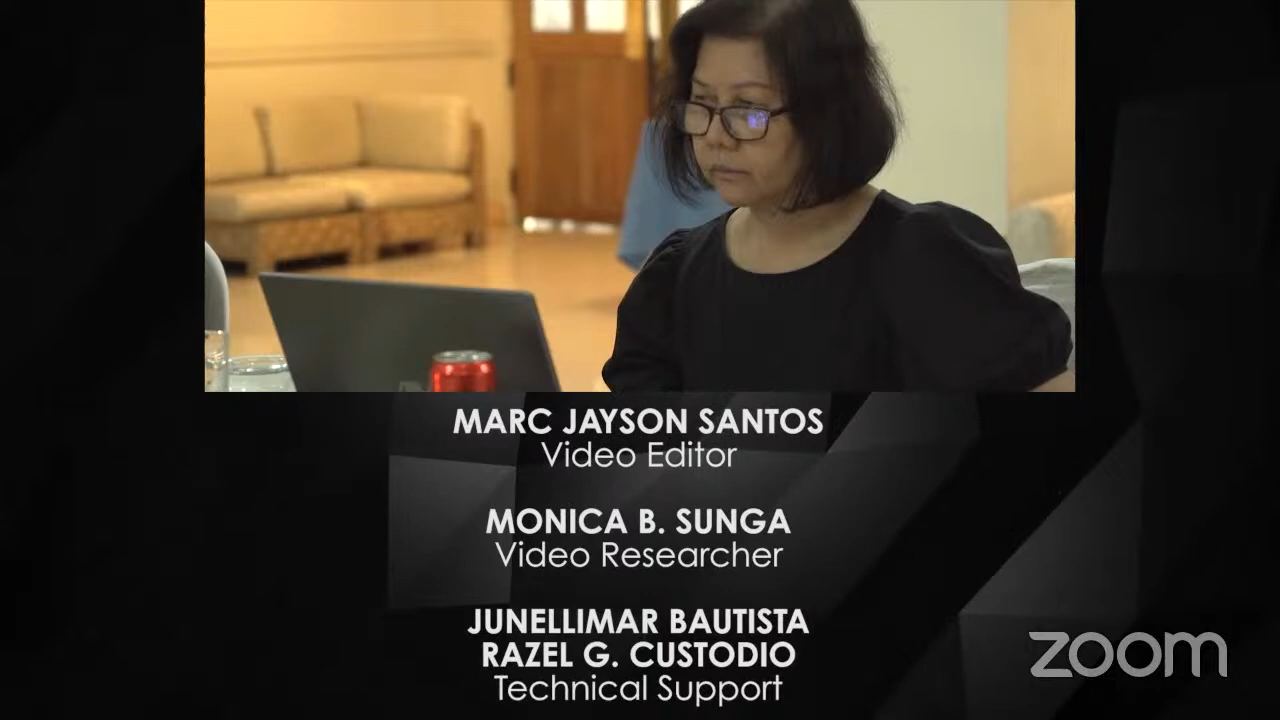 MARC JAYSON SANTOS
Video Editor
MONICA B. SUNGA
Video Researcher
JUNELLIMAR BAUTISTA
RAZEL G. CUSTODIO
Technical Support
zoom